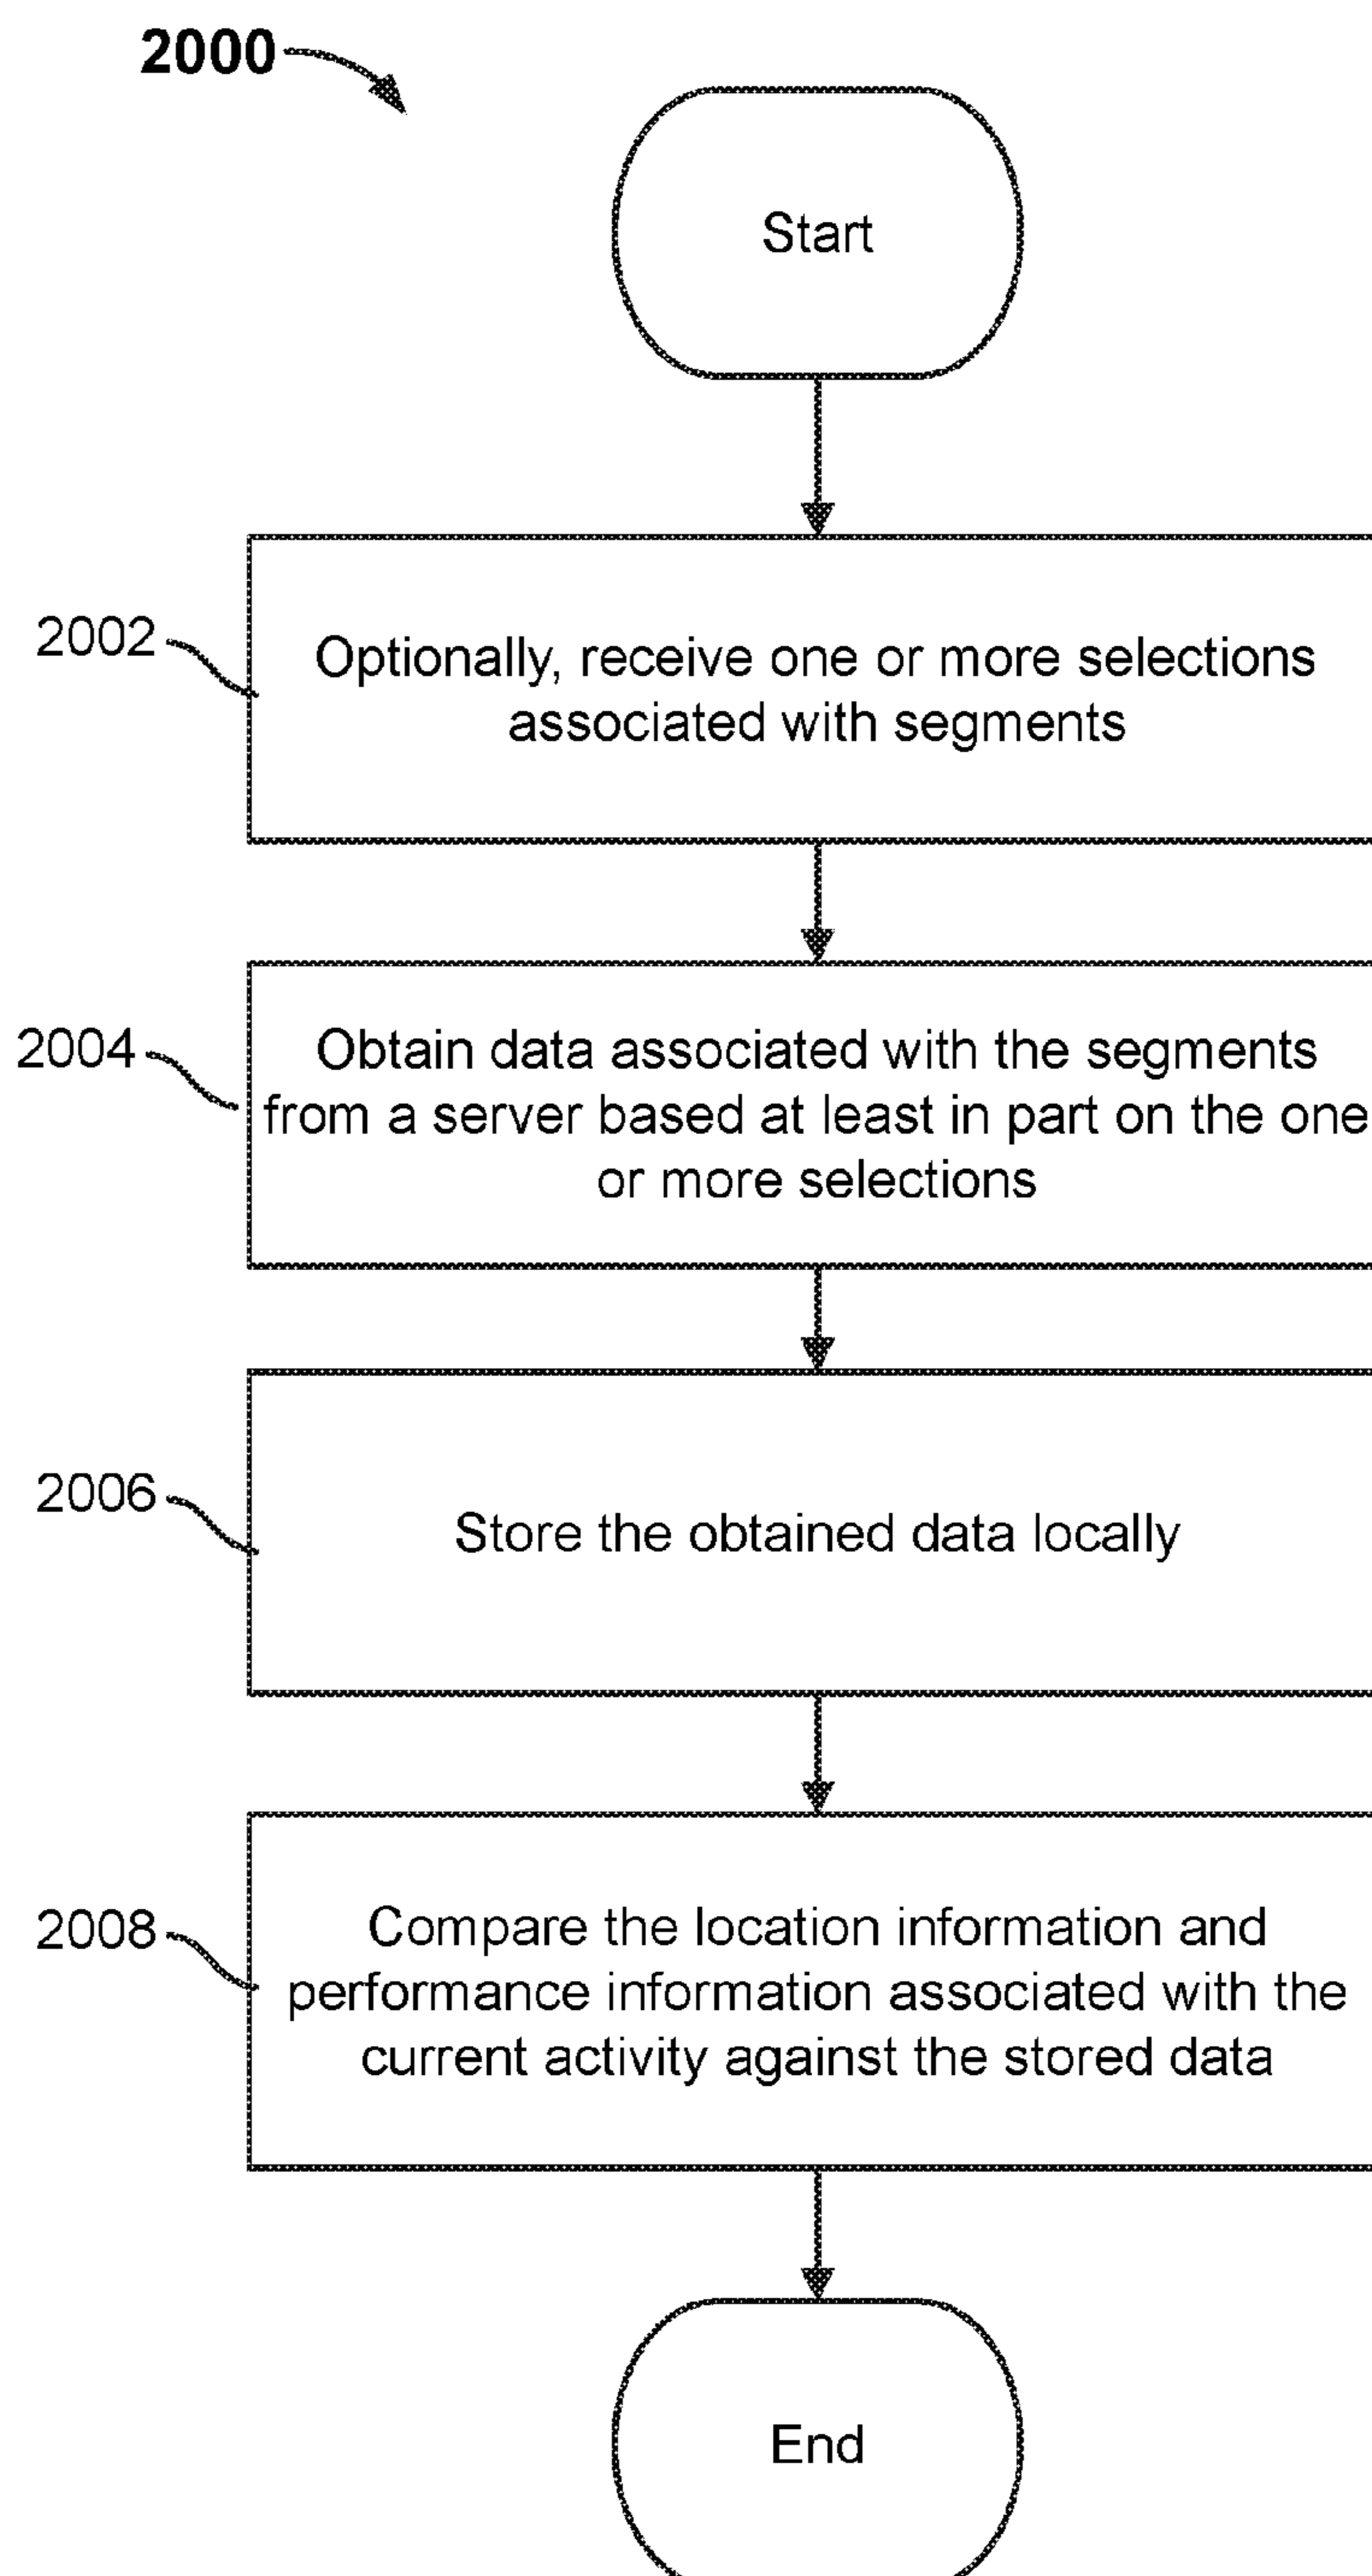 2000
Start
2002
Optionally, receive one or more selections
associated with segments
2004
Obtain data associated with the segments
from a server based at least in part on the one
or more selections
2006
Store the obtained data locally
2008
Compare the location information and
performance information associated with the
current activity against the stored data
End